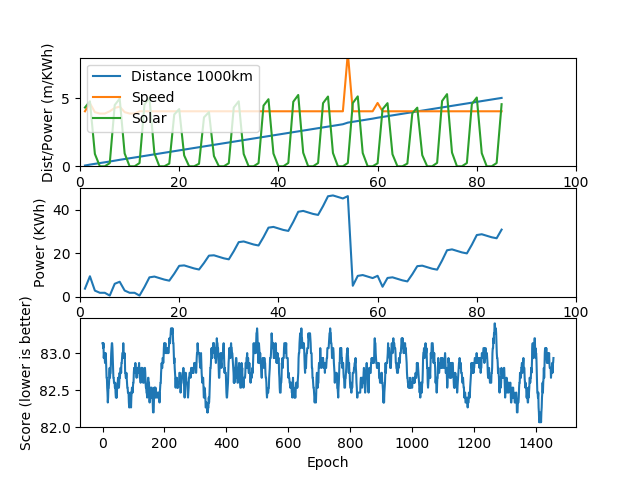 Dist/Power (m/KWh)
Distance 1000km
Speed
Solar
5
0
0 20 40 60 80 100
Power (KWh)
40
20
0
0 20 40 60 80 100
Score (lower is better)
83.0
82.5
82.0
0 200 400 600 800 1000 1200 1400
Epoch